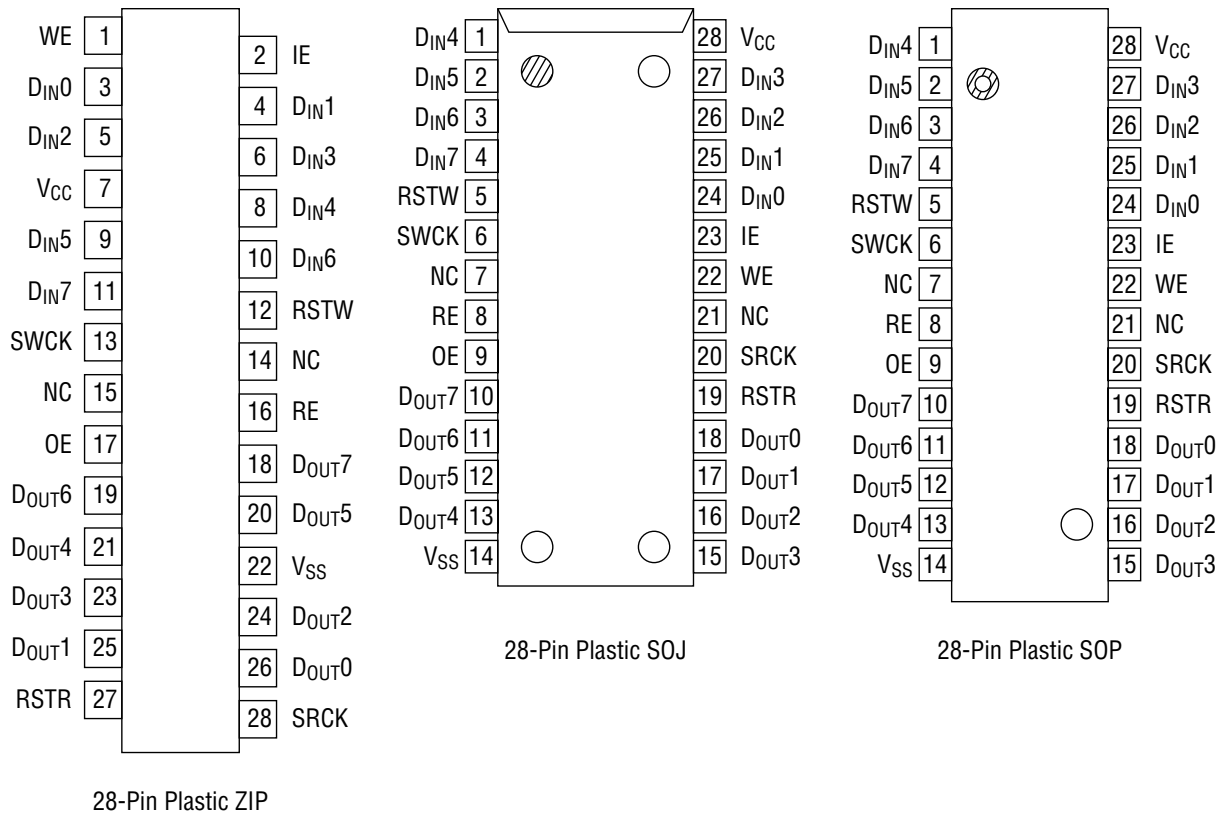 WE 1
2 IE
DIN0 3
4 DIN1
DIN2 5
6 DIN3
VCC 7
8 DIN4
DIN5 9
10 DIN6
DIN7 11
12 RSTW
SWCK 13
14 NC
NC 15
16 RE
OE 17
18 DOUT7
DOUT6 19
20 DOUT5
DOUT4 21
22 VSS
DOUT3 23
24 DOUT2
DOUT1 25
26 DOUT0
RSTR 27
28 SRCK
28-Pin Plastic ZIP
DIN4 1 28 VCC
DIN5 2 27 DIN3
DIN6 3 26 DIN2
DIN7 4 25 DIN1
RSTW 5 24 DIN0
SWCK 6 23 IE
NC 7 22 WE
RE 8 21 NC
OE 9 20 SRCK
DOUT7 10 19 RSTR
DOUT6 11 18 DOUT0
DOUT5 12 17 DOUT1
DOUT4 13 16 DOUT2
VSS 14 15 DOUT3
28-Pin Plastic SOJ
DIN4 1 28 VCC
DIN5 2 27 DIN3
DIN6 3 26 DIN2
DIN7 4 25 DIN1
RSTW 5 24 DIN0
SWCK 6 23 IE
NC 7 22 WE
RE 8 21 NC
OE 9 20 SRCK
DOUT7 10 19 RSTR
DOUT6 11 18 DOUT0
DOUT5 12 17 DOUT1
DOUT4 13 16 DOUT2
VSS 14 15 DOUT3
28-Pin Plastic SOP